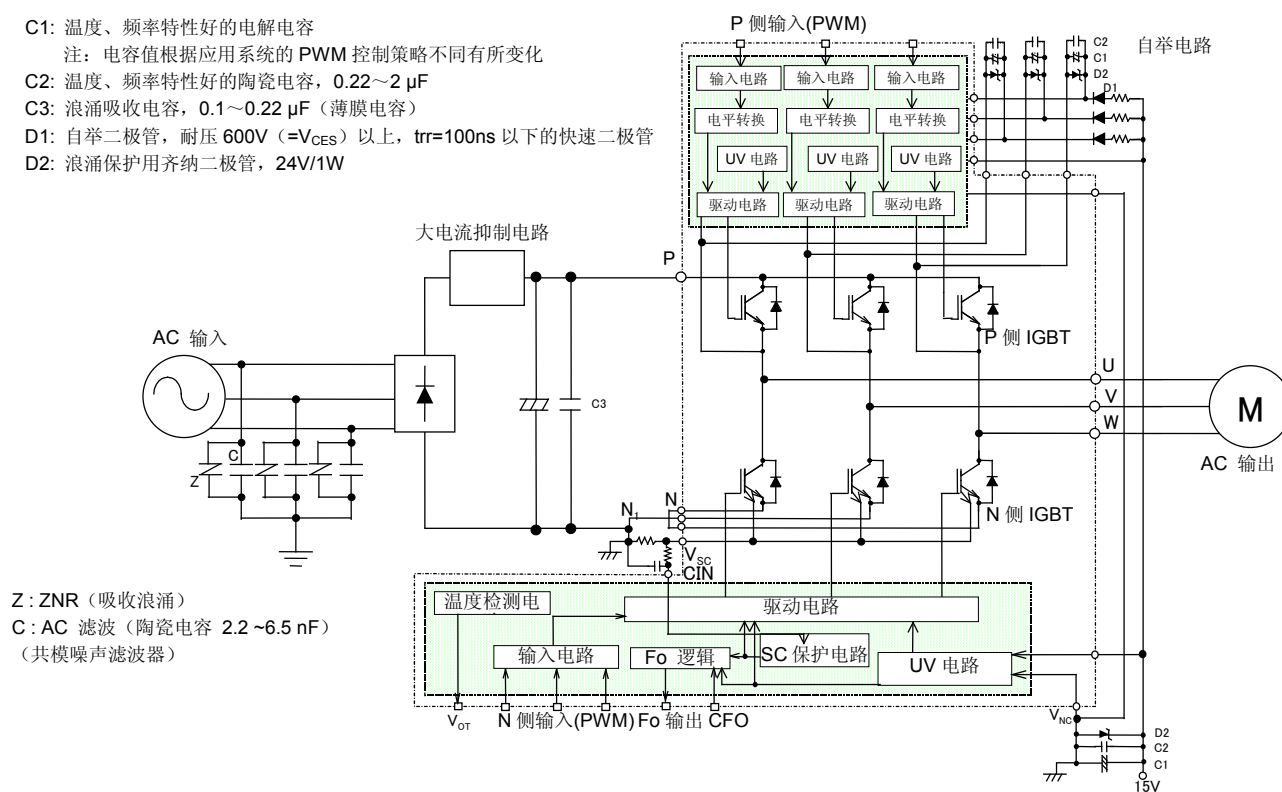 C1: 温度、频率特性好的电解电容
注：电容值根据应用系统的 PWM 控制策略不同有所变化
C2: 温度、频率特性好的陶瓷电容，0.22～2 μF
C3: 浪涌吸收电容，0.1～0.22 μF（薄膜电容）
D1: 自举二极管，耐压 600V（=VCES）以上，trr=100ns 以下的快速二极管
D2: 浪涌保护用齐纳二极管，24V/1W
P 侧输入(PWM)
C2
C1
D2
C2
C1
D2
自举电路
D1
输入电路 输入电路 输入电路
电平转换 电平转换 电平转换
UV 电路 UV 电路 UV 电路
驱动电路 驱动电路 驱动电路
大电流抑制电路
P
AC 输入
P 侧 IGBT
C3
U
V
W
M
AC 输出
C
Z
N
N1
N 侧 IGBT
VSC
CIN
Z : ZNR（吸收浪涌）
C : AC 滤波（陶瓷电容 2.2 ~6.5 nF）
（共模噪声滤波器）
温度检测电
驱动电路
输入电路
Fo 逻辑
SC 保护电路
UV 电路
VOT
N 侧输入(PWM)
Fo 输出
CFO
VNC
D2
C2
C1
15V